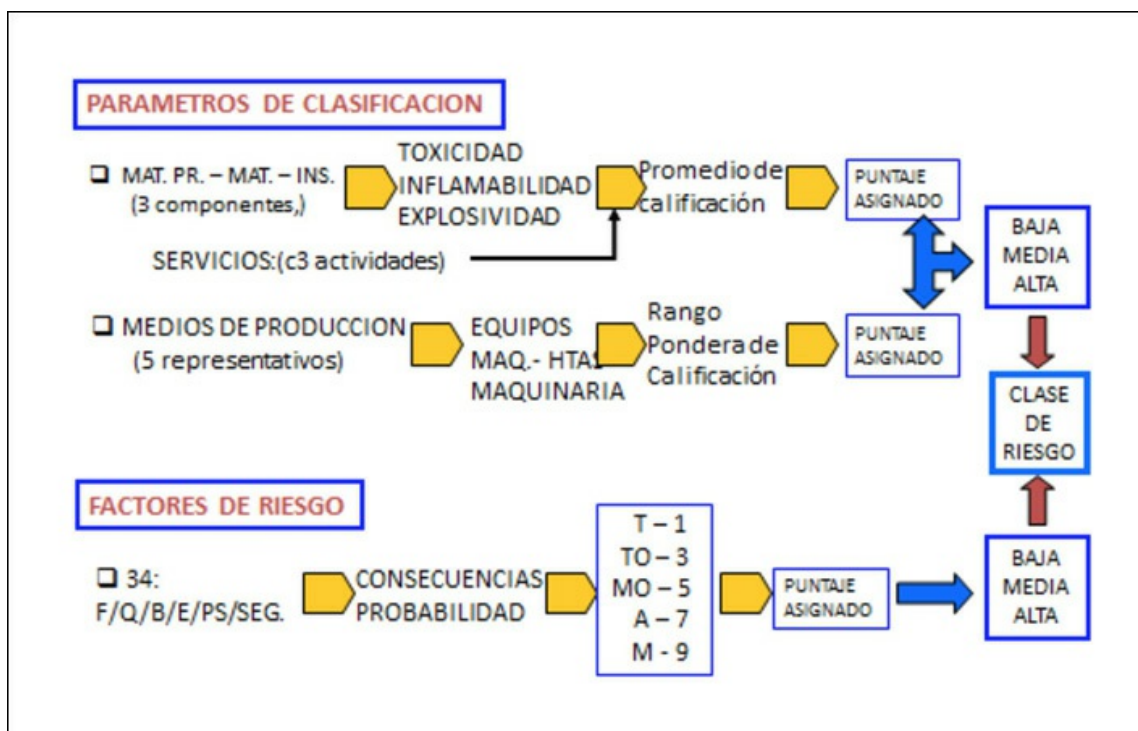 PARAMETROS DE CLASIFICACION
MAT. PR. – MAT. – INS.
(3 componentes,)
TOXICIDAD
INFLAMABILIDAD
EXPLOSIVIDAD
Promedio de
calificación
PUNTAJE
ASIGNADO
SERVICIOS:(c3 actividades)
BAJA
MEDIA
ALTA
MEDIOS DE PRODUCCION
(5 representativos)
EQUIPOS
MAQ.- HTAS
MAQUINARIA
Rango
Pondera de
Calificación
PUNTAJE
ASIGNADO
CLASE
DE
RIESGO
FACTORES DE RIESGO
34:
F/Q/B/E/PS/SEG.
CONSECUENCIAS
PROBABILIDAD
T – 1
TO – 3
MO – 5
A – 7
M - 9
PUNTAJE
ASIGNADO
BAJA
MEDIA
ALTA